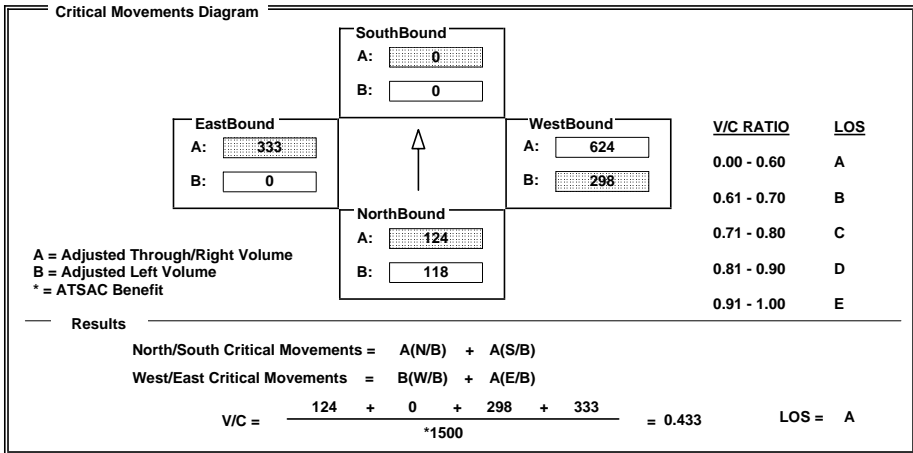 Critical Movements Diagram
SouthBound
A: 0
B: 0
EastBound
A: 333
B: 0
WestBound
A: 624
B: 298
NorthBound
A: 124
B: 118
V/C RATIO LOS
0.00 - 0.60 A
0.61 - 0.70 B
0.71 - 0.80 C
0.81 - 0.90 D
0.91 - 1.00 E
A = Adjusted Through/Right Volume
B = Adjusted Left Volume
* = ATSAC Benefit
Results
North/South Critical Movements = A(N/B) + A(S/B)
West/East Critical Movements = B(W/B) + A(E/B)
V/C = 124 + 0 + 298 + 333 = 0.433 LOS = A
*1500